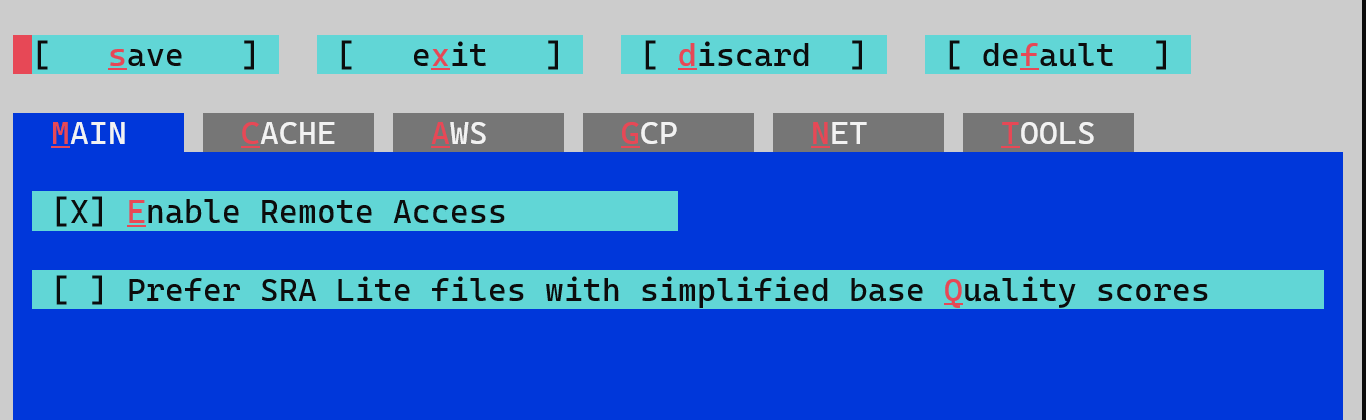 [   save   ]  [   exit   ]  [ discard  ]  [ default  ]
MAIN  CACHE  AWS  GCP  NET  TOOLS
[X] Enable Remote Access
[ ] Prefer SRA Lite files with simplified base Quality scores